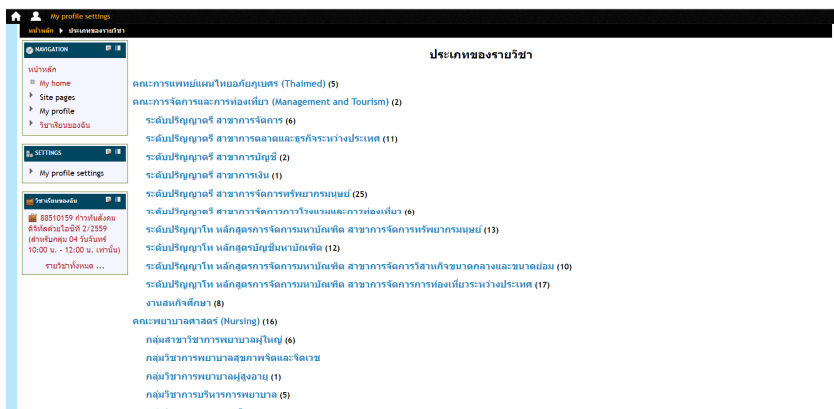 My profile settings
หน้าหลัก ▶ ประเภทของรายวิชา
NAVIGATION
หน้าหลัก
My home
Site pages
My profile
วิชาเรียนของฉัน
SETTINGS
My profile settings
วิชาเรียนของฉัน
88510159 ก้าวทันสังคม
ดิจิทัลด้วยไอซีที 2/2559
(สำหรับกลุ่ม 04 วันจันทร์
10:00 น. - 12:00 น. เท่านั้น)
รายวิชาทั้งหมด ...
ประเภทของรายวิชา
คณะการแพทย์แผนไทยอภัยภูเบศร (Thaimed) (5)
คณะการจัดการและการท่องเที่ยว (Management and Tourism) (2)
ระดับปริญญาตรี สาขาการจัดการ (6)
ระดับปริญญาตรี สาขาการตลาดและธุรกิจระหว่างประเทศ (11)
ระดับปริญญาตรี สาขาการบัญชี (2)
ระดับปริญญาตรี สาขาการเงิน (1)
ระดับปริญญาตรี สาขาการจัดการทรัพยากรมนุษย์ (25)
ระดับปริญญาตรี สาขาการจัดการการโรงแรมและการท่องเที่ยว (6)
ระดับปริญญาโท หลักสูตรการจัดการมหาบัณฑิต สาขาการจัดการทรัพยากรมนุษย์ (13)
ระดับปริญญาโท หลักสูตรบัญชีมหาบัณฑิต (12)
ระดับปริญญาโท หลักสูตรการจัดการมหาบัณฑิต สาขาการจัดการวิสาหกิจขนาดกลางและขนาดย่อม (10)
ระดับปริญญาโท หลักสูตรการจัดการมหาบัณฑิต สาขาการจัดการการท่องเที่ยวระหว่างประเทศ (17)
งานสหกิจศึกษา (8)
คณะพยาบาลศาสตร์ (Nursing) (16)
กลุ่มสาขาวิชาการพยาบาลผู้ใหญ่ (6)
กลุ่มวิชาการพยาบาลสุขภาพจิตและจิตเวช
กลุ่มวิชาการพยาบาลผู้สูงอายุ (1)
กลุ่มวิชาการบริหารการพยาบาล (5)